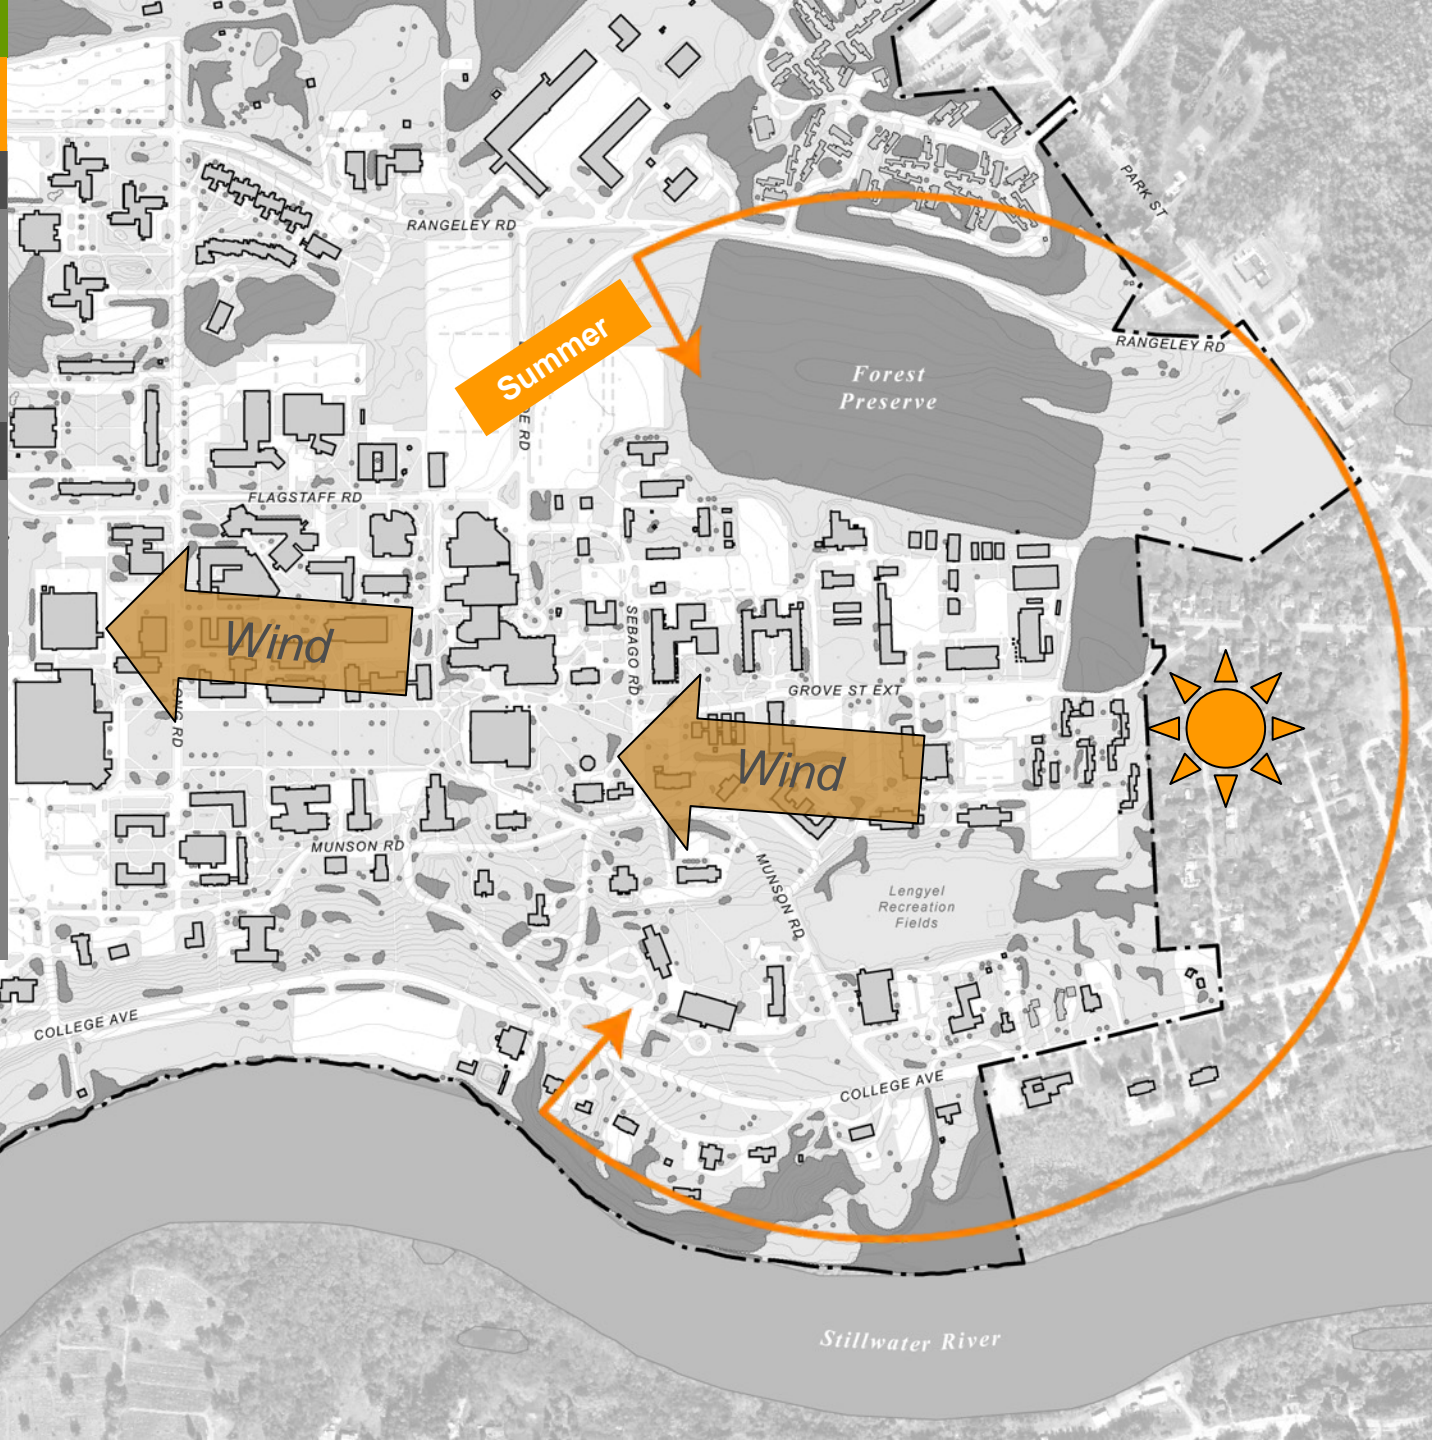 PARK ST
RANGELEY RD
Summer
RANGELEY RD
Forest
Preserve
FLAGSTAFF RD
Wind
SEBAGO RD
GROVE ST EXT
Wind
MUNSON RD
MUNSON RD
Lengyel
Recreation
Fields
COLLEGE AVE
COLLEGE AVE
Stillwater River